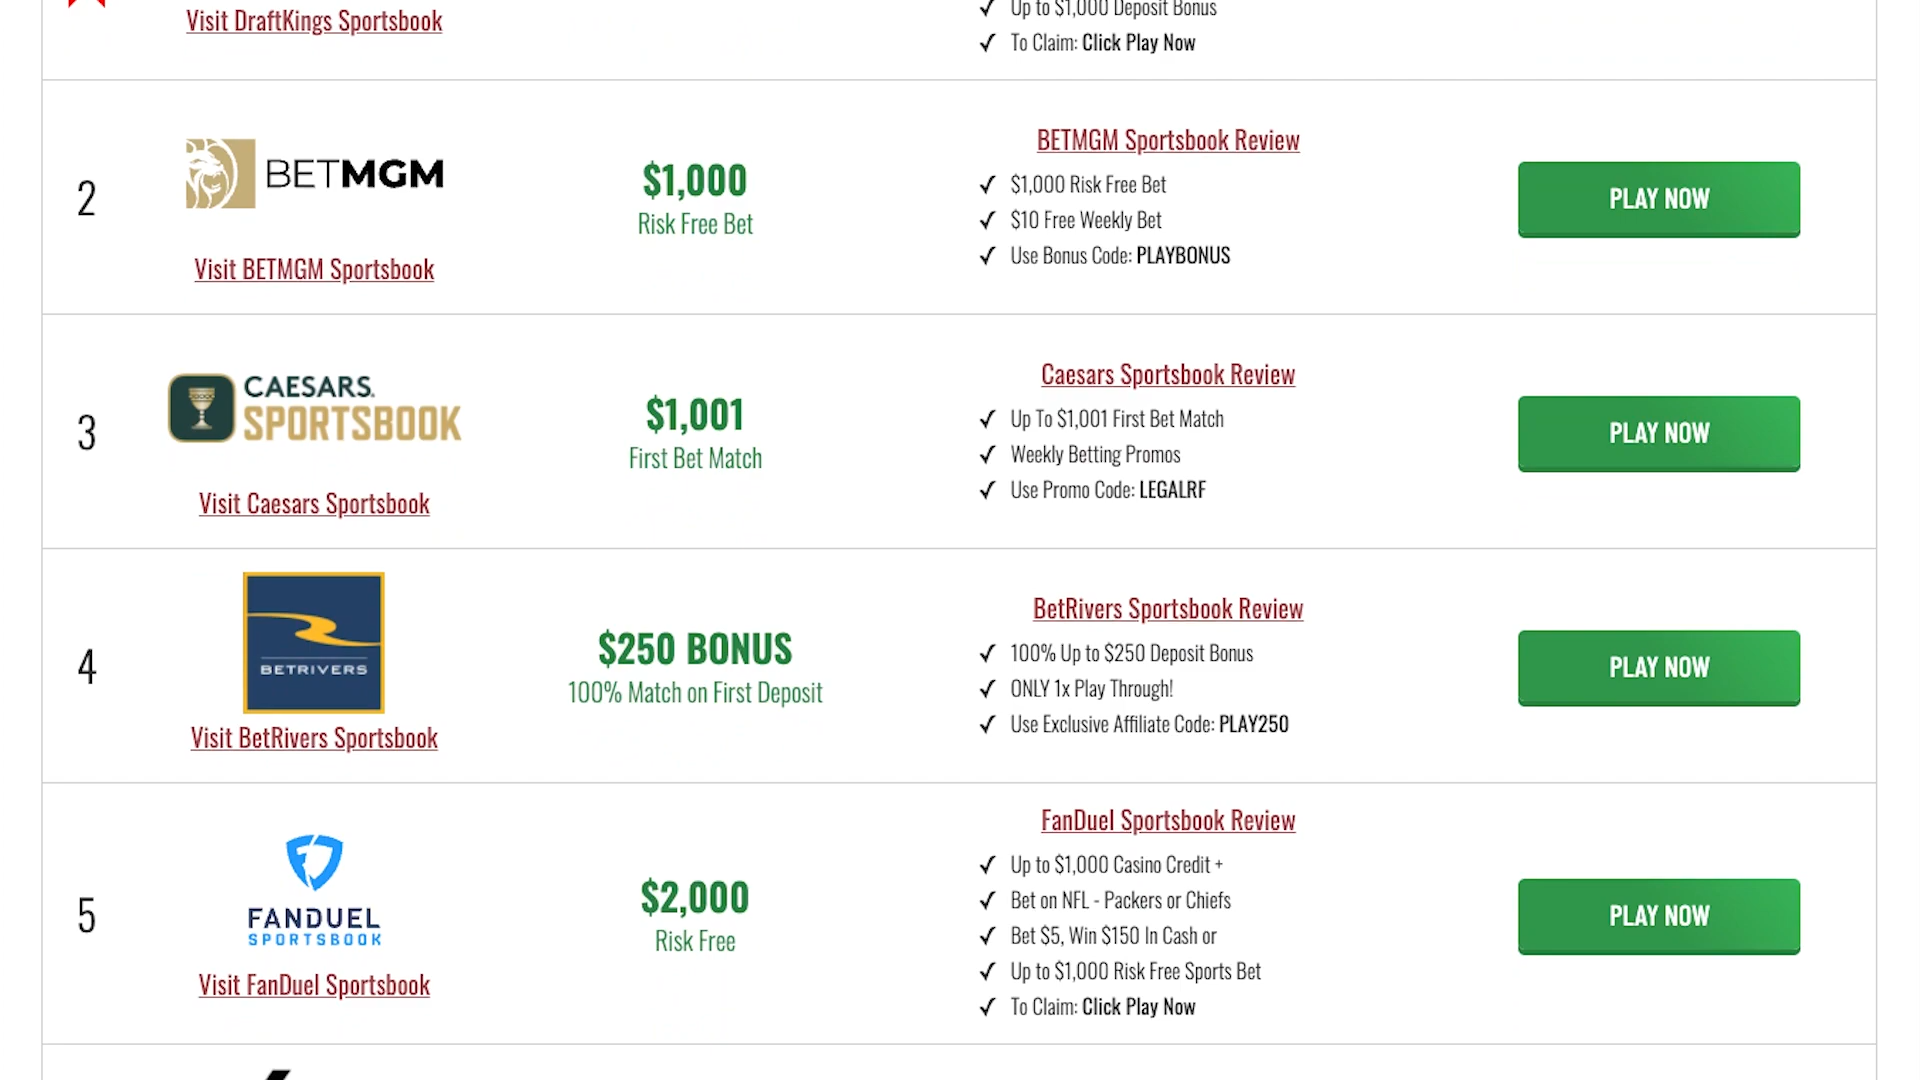 Visit DraftKings Sportsbook
Up to $1,000 Deposit Bonus
To Claim: Click Play Now
2
BETMGM
Visit BETMGM Sportsbook
$1,000
Risk Free Bet
BETMGM Sportsbook Review
$1,000 Risk Free Bet
$10 Free Weekly Bet
Use Bonus Code: PLAYBONUS
PLAY NOW
3
CAESARS
SPORTSBOOK
Visit Caesars Sportsbook
$1,001
First Bet Match
Caesars Sportsbook Review
Up To $1,001 First Bet Match
Weekly Betting Promos
Use Promo Code: LEGALRF
PLAY NOW
4
BETRIVERS
Visit BetRivers Sportsbook
$250 BONUS
100% Match on First Deposit
BetRivers Sportsbook Review
100% Up to $250 Deposit Bonus
ONLY 1x Play Through!
Use Exclusive Affiliate Code: PLAY250
PLAY NOW
5
FANDUEL
SPORTSBOOK
Visit FanDuel Sportsbook
$2,000
Risk Free
FanDuel Sportsbook Review
Up to $1,000 Casino Credit +
Bet on NFL - Packers or Chiefs
Bet $5, Win $150 In Cash or
Up to $1,000 Risk Free Sports Bet
To Claim: Click Play Now
PLAY NOW